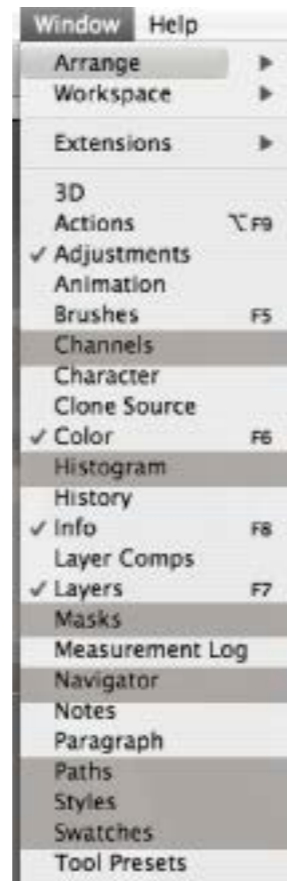 Window Help
Arrange ▶
Workspace ▶
Extensions ▶
3D
Actions ⌥F9
✓ Adjustments
Animation
Brushes F5
Channels
Character
Clone Source
✓ Color F6
Histogram
History
✓ Info F8
Layer Comps
✓ Layers F7
Masks
Measurement Log
Navigator
Notes
Paragraph
Paths
Styles
Swatches
Tool Presets